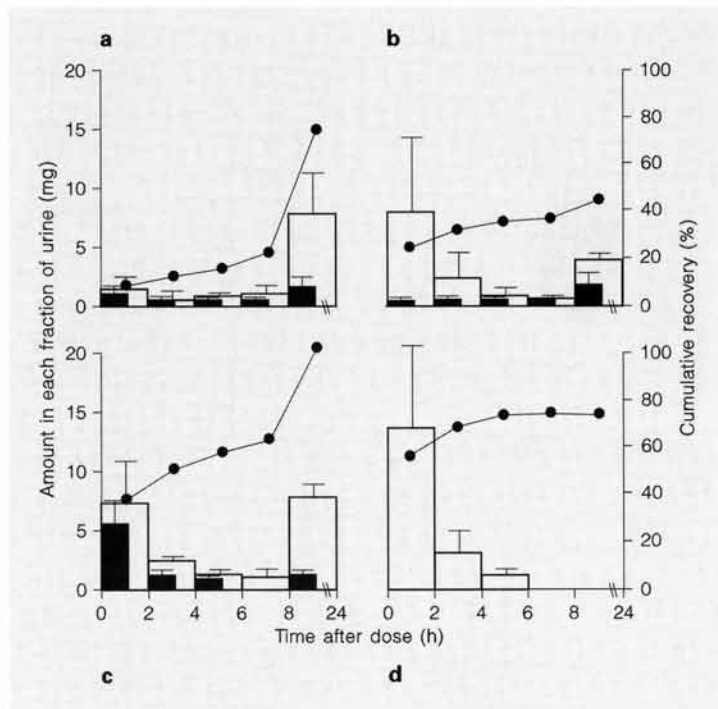 a b
20 100
15 80
10 60
5 40
0 20
0
Amount in each fraction of urine (mg)
Cumulative recovery (%)
20 100
15 80
10 60
5 40
0 20
0
0 2 4 6 8 24 0 2 4 6 8 24
Time after dose (h)
c d